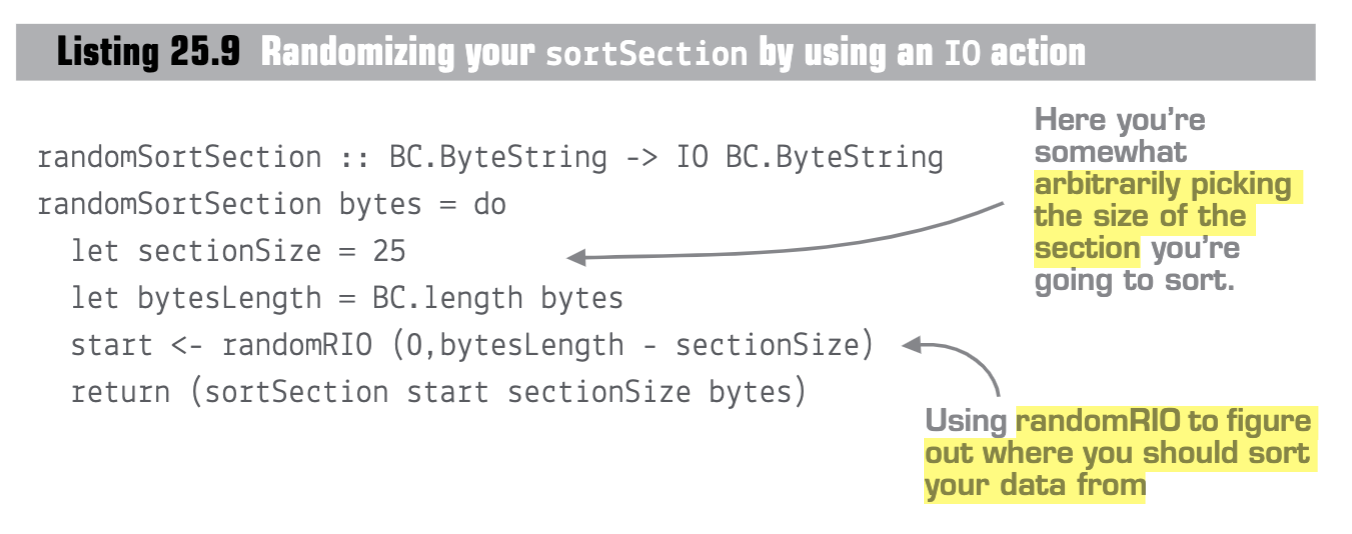 Listing 25.9 Randomizing your sortSection by using an IO action
randomSortSection :: BC.ByteString -> IO BC.ByteString
randomSortSection bytes = do
  let sectionSize = 25
  let bytesLength = BC.length bytes
  start <- randomRIO (0,bytesLength - sectionSize)
  return (sortSection start sectionSize bytes)
Here you’re
somewhat
arbitrarily picking
the size of the
section you’re
going to sort.
Using randomRIO to figure
out where you should sort
your data from